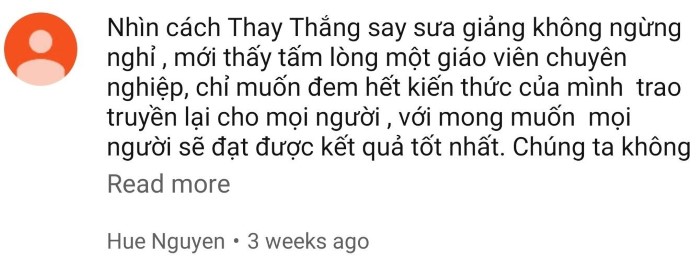 Nhìn cách Thay Thắng say sưa giảng không ngừng
nghỉ , mới thấy tấm lòng một giáo viên chuyên
nghiệp, chỉ muốn đem hết kiến thức của mình  trao
truyền lại cho mọi người , với mong muốn  mọi
người sẽ đạt được kết quả tốt nhất. Chúng ta không
Read more
Hue Nguyen • 3 weeks ago